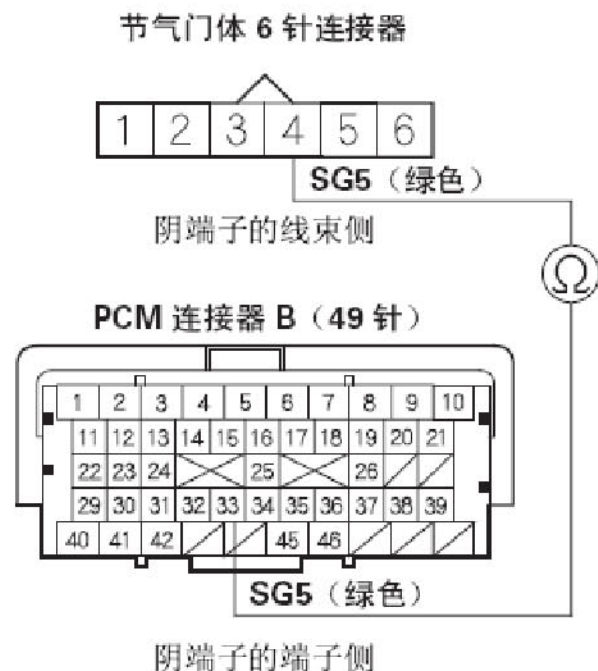 节气门体 6 针连接器
1 2 3 4 5 6
SG5（绿色）
阴端子的线束侧
Ω
PCM 连接器 B（49 针）
1 2 3 4 5 6 7 8 9 10
11 12 13 14 15 16 17 18 19 20 21
22 23 24 25 26
29 30 31 32 33 34 35 36 37 38 39
40 41 42 45 46
SG5（绿色）
阴端子的端子侧